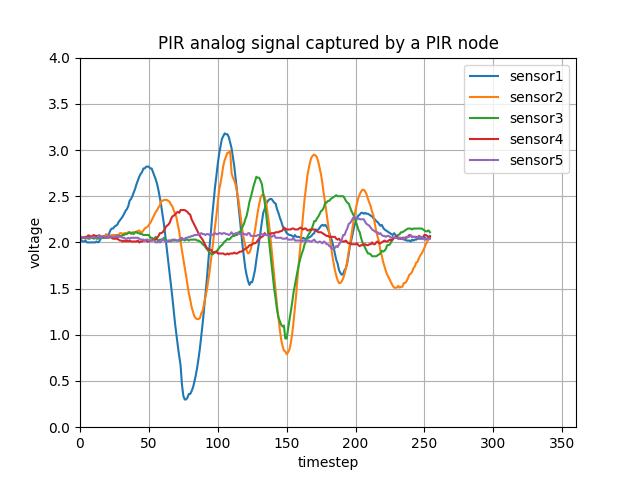 PIR analog signal captured by a PIR node
4.0
3.5
3.0
2.5
2.0
1.5
1.0
0.5
0.0
voltage
sensor1
sensor2
sensor3
sensor4
sensor5
0 50 100 150 200 250 300 350
timestep